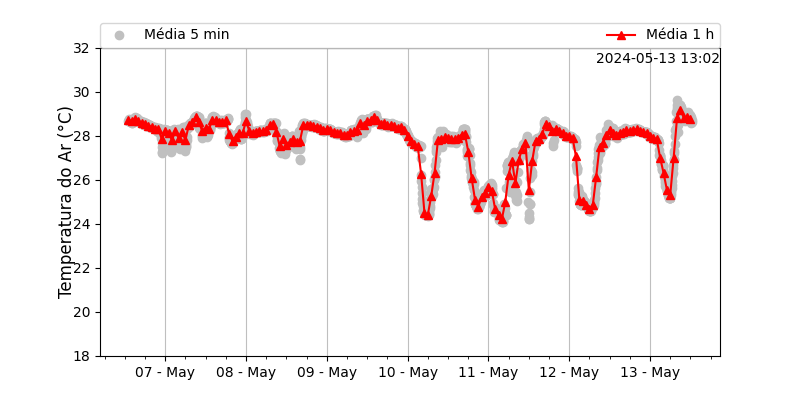 Média 5 min
Média 1 h
2024-05-13 13:02
Temperatura do Ar (°C)
32
30
28
26
24
22
20
18
07 - May
08 - May
09 - May
10 - May
11 - May
12 - May
13 - May